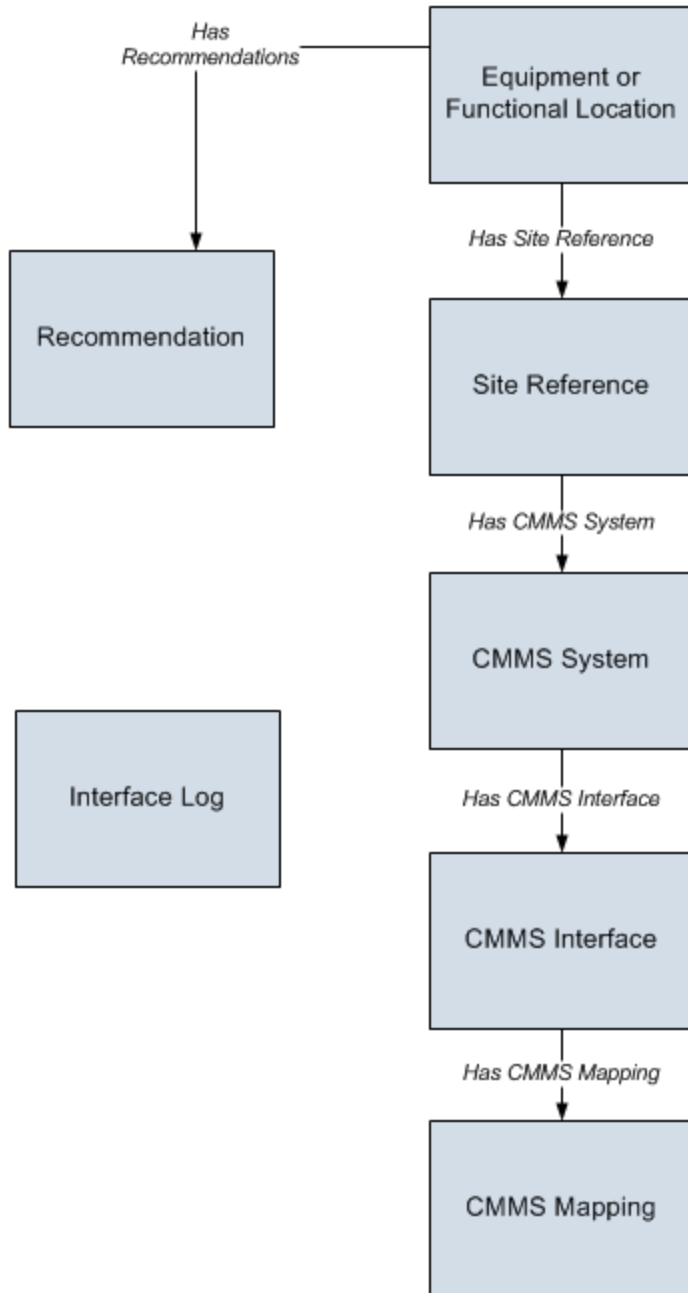 Has
Recommendations
Equipment or
Functional Location
Has Site Reference
Recommendation
Site Reference
Has CMMS System
CMMS System
Interface Log
Has CMMS Interface
CMMS Interface
Has CMMS Mapping
CMMS Mapping